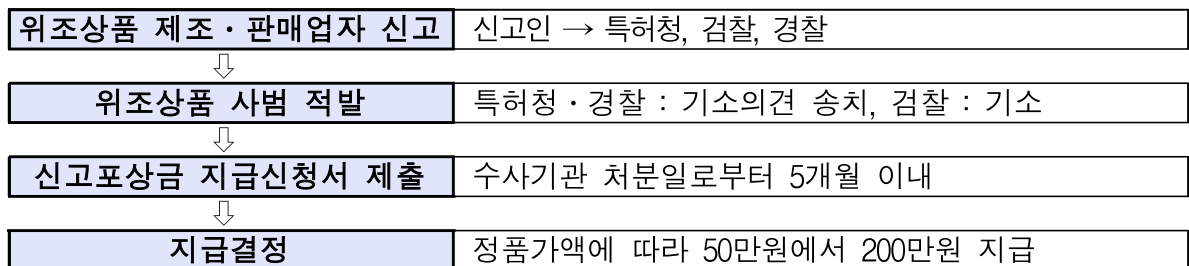 위조상품 제조·판매업자 신고 신고인 → 특허청, 검찰, 경찰
⇩
위조상품 사범 적발 특허청·경찰 : 기소의견 송치, 검찰 : 기소
⇩
신고포상금 지급신청서 제출 수사기관 처분일로부터 5개월 이내
⇩
지급결정 정품가액에 따라 50만원에서 200만원 지급